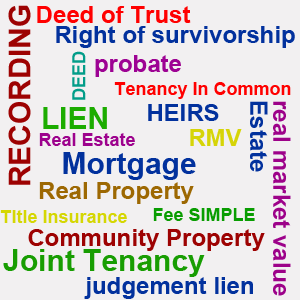 RECORDING
Deed of Trust
Right of survivorship
DEED
probate
Tenancy In Common
LIEN
HEIRS
Estate
real market value
Real Estate
RMV
Mortgage
Real Property
Title Insurance
Fee SIMPLE
Community Property
Joint Tenancy
judgement lien